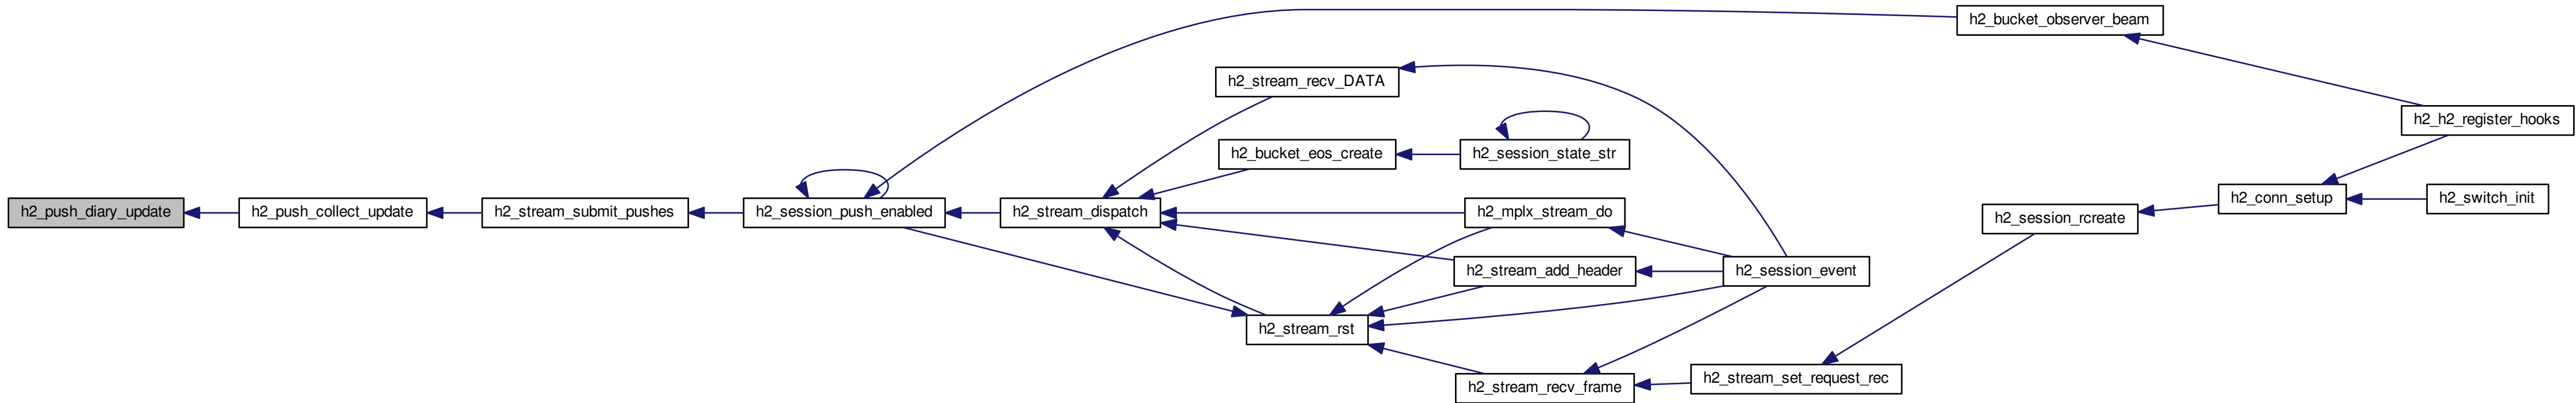 h2_bucket_observer_beam
h2_stream_recv_DATA
h2_h2_register_hooks
h2_bucket_eos_create
h2_session_state_str
h2_push_diary_update
h2_push_collect_update
h2_stream_submit_pushes
h2_session_push_enabled
h2_stream_dispatch
h2_mplx_stream_do
h2_session_rcreate
h2_conn_setup
h2_switch_init
h2_stream_add_header
h2_session_event
h2_stream_rst
h2_stream_recv_frame
h2_stream_set_request_rec